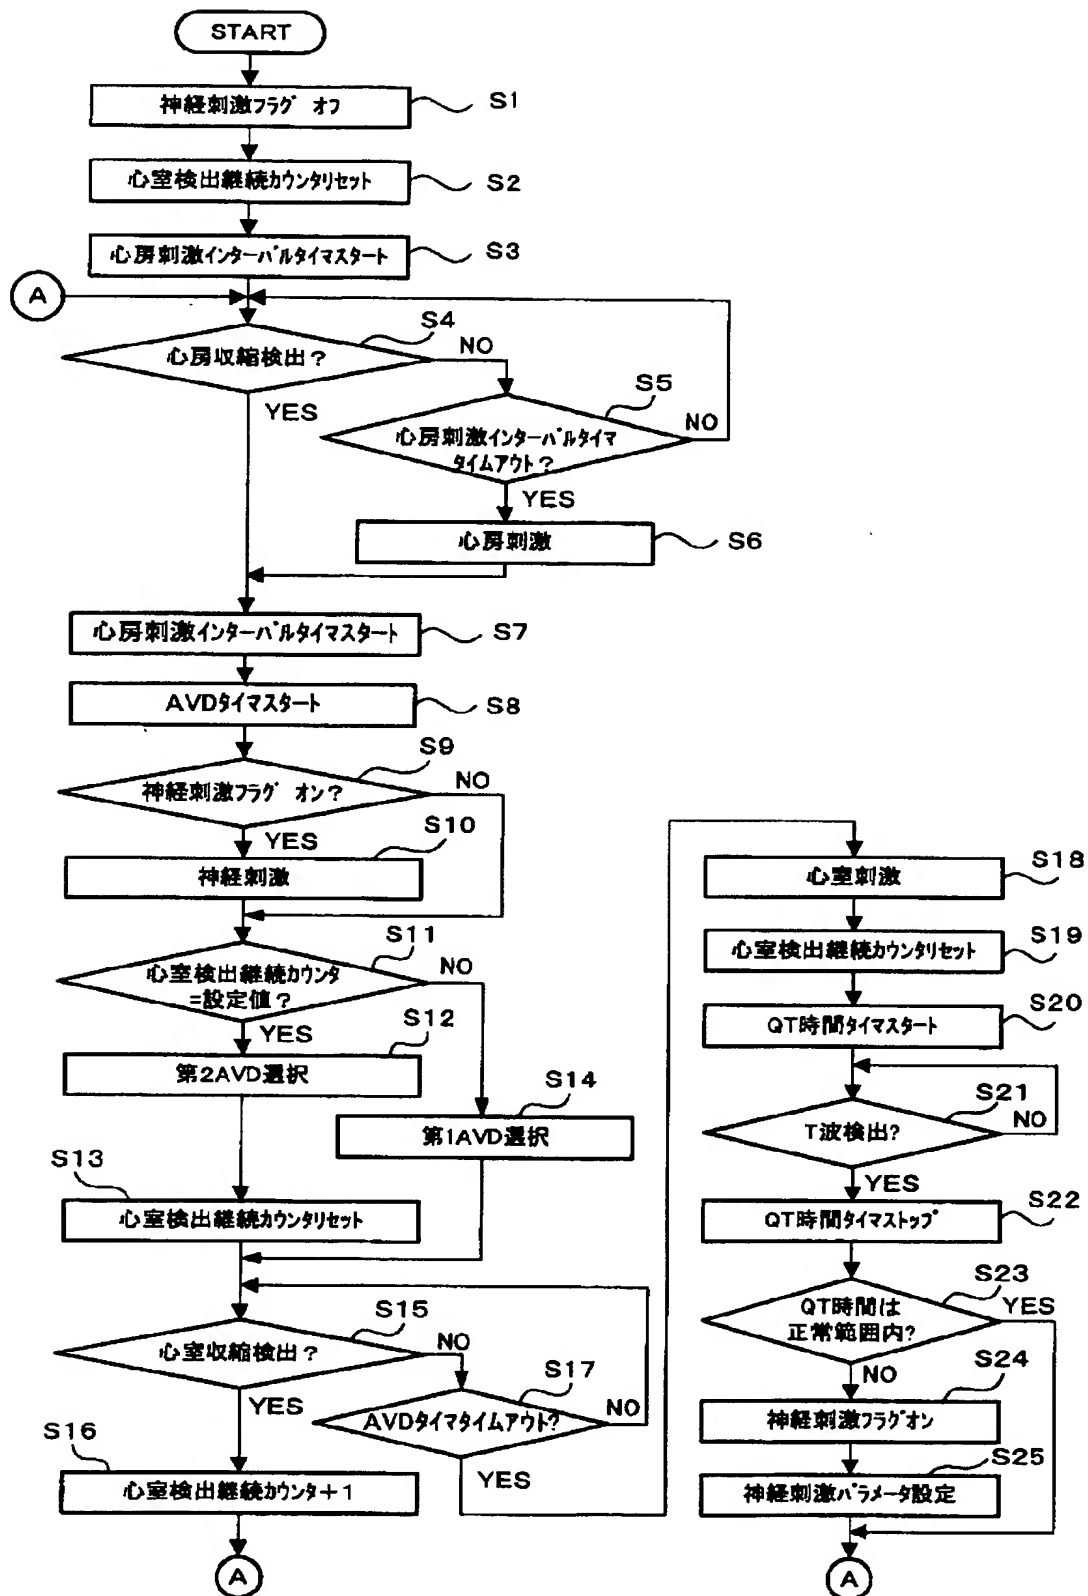 START
神経刺激フラグ オフ
S1
心室検出継続カウンタリセット
S2
心房刺激インターバルタイマスタート
S3
A
S4
心房収縮検出?
NO
YES
S5
心房刺激インターバルタイマ
タイムアウト?
NO
YES
心房刺激
S6
心房刺激インターバルタイマスタート
S7
AVDタイマスタート
S8
S9
神経刺激フラグ オン?
NO
YES
S10
神経刺激
S11
心室検出継続カウンタ
=設定値?
NO
YES
S12
第2AVD選択
S14
第1AVD選択
S13
心室検出継続カウンタリセット
S15
心室収縮検出?
NO
YES
S17
AVDタイマタイムアウト?
NO
YES
S16
心室検出継続カウンタ+1
A
心室刺激
S18
心室検出継続カウンタリセット
S19
QT時間タイマスタート
S20
S21
T波検出?
NO
YES
QT時間タイマストップ
S22
S23
QT時間は
正常範囲内?
YES
NO
S24
神経刺激フラグオン
S25
神経刺激パラメータ設定
A